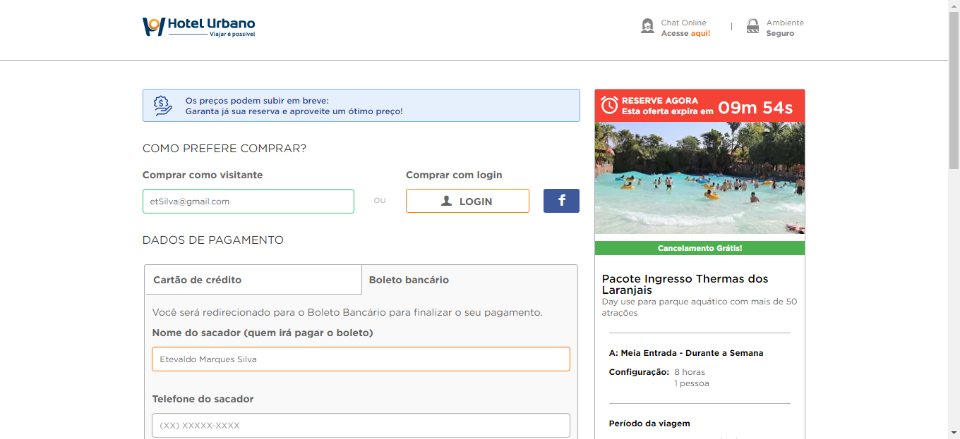 Hotel Urbano
Viajar é possível
Chat Online
Acesse aqui!
Ambiente
Seguro
Os preços podem subir em breve:
Garanta já sua reserva e aproveite um ótimo preço!
COMO PREFERE COMPRAR?
Comprar como visitante
etSilva@gmail.com
OU
Comprar com login
LOGIN
f
DADOS DE PAGAMENTO
Cartão de crédito
Boleto bancário
Você será redirecionado para o Boleto Bancário para finalizar o seu pagamento.
Nome do sacador (quem irá pagar o boleto)
Etevaldo Marques Silva
Telefone do sacador
(XX) XXXXX-XXXX
RESERVE AGORA
Esta oferta expira em 09m 54s
Cancelamento Grátis!
Pacote Ingresso Thermas dos
Laranjais
Day use para parque aquático com mais de 50
atrações
A: Meia Entrada - Durante a Semana
Configuração: 8 horas
1 pessoa
Período da viagem